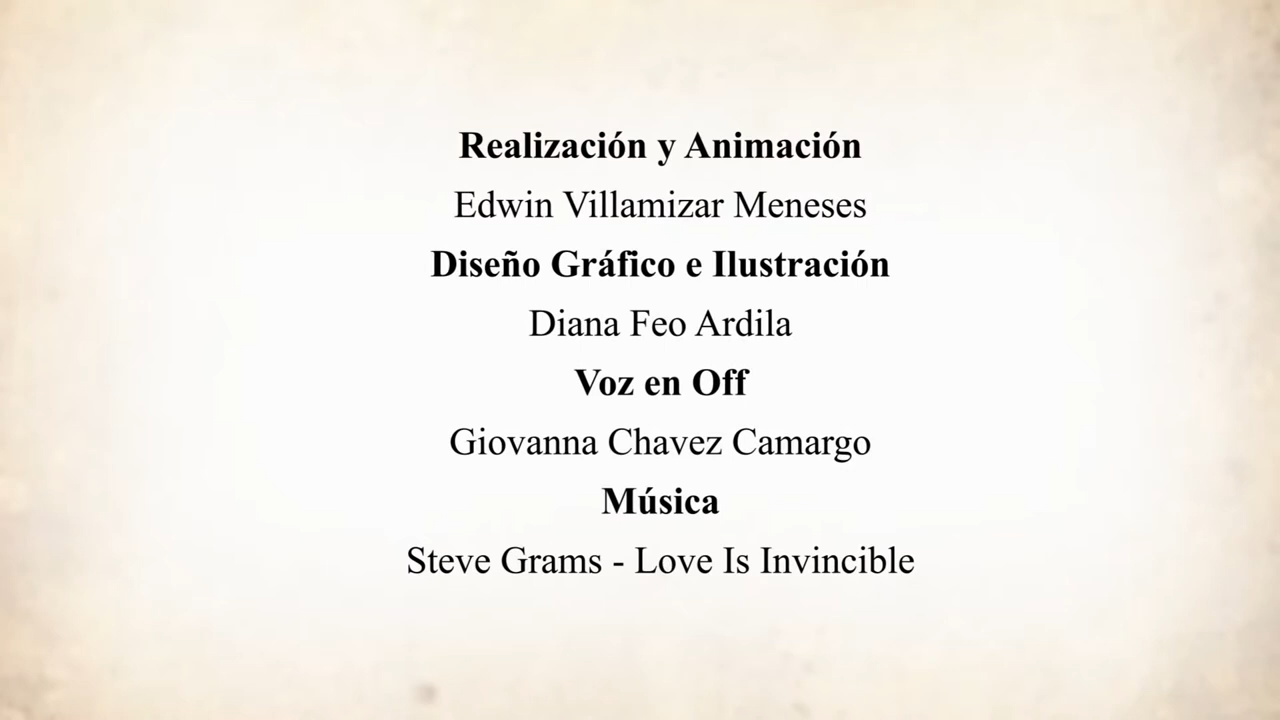 Realización y Animación
Edwin Villamizar Meneses
Diseño Gráfico e Ilustración
Diana Feo Ardila
Voz en Off
Giovanna Chavez Camargo
Música
Steve Grams - Love Is Invincible